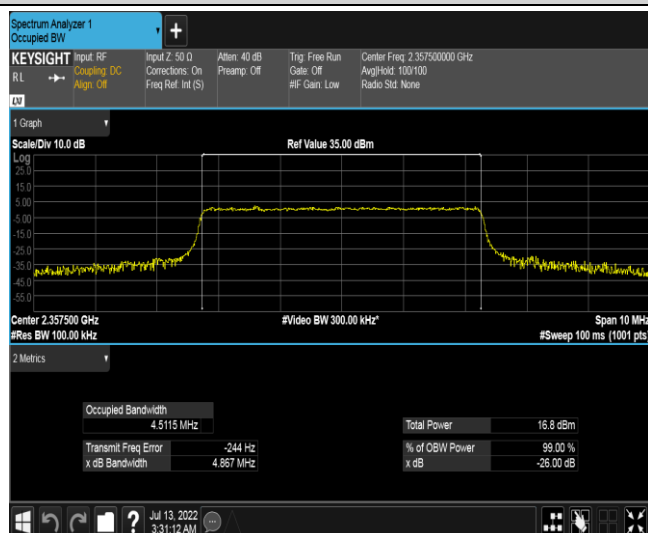 Spectrum Analyzer 1
Occupied BW
KEYSIGHT
RL
LXI
Input: RF
Coupling: DC
Align: Off
Input Z: 50 Ω
Corrections: On
Freq Ref: Int (S)
Atten: 40 dB
Preamp: Off
Trig: Free Run
Gate: Off
#IF Gain: Low
Center Freq: 2.357500000 GHz
Avg|Hold: 100/100
Radio Std: None
1 Graph
Scale/Div 10.0 dB
Ref Value 35.00 dBm
Log
25.0
15.0
5.00
-5.00
-15.0
-25.0
-35.0
-45.0
-55.0
Center 2.357500 GHz
#Video BW 300.00 kHz*
Span 10 MHz
#Res BW 100.00 kHz
#Sweep 100 ms (1001 pts)
2 Metrics
Occupied Bandwidth
4.5115 MHz
Total Power 16.8 dBm
Transmit Freq Error -244 Hz
% of OBW Power 99.00 %
x dB Bandwidth 4.867 MHz
x dB -26.00 dB
Jul 13, 2022
3:31:12 AM